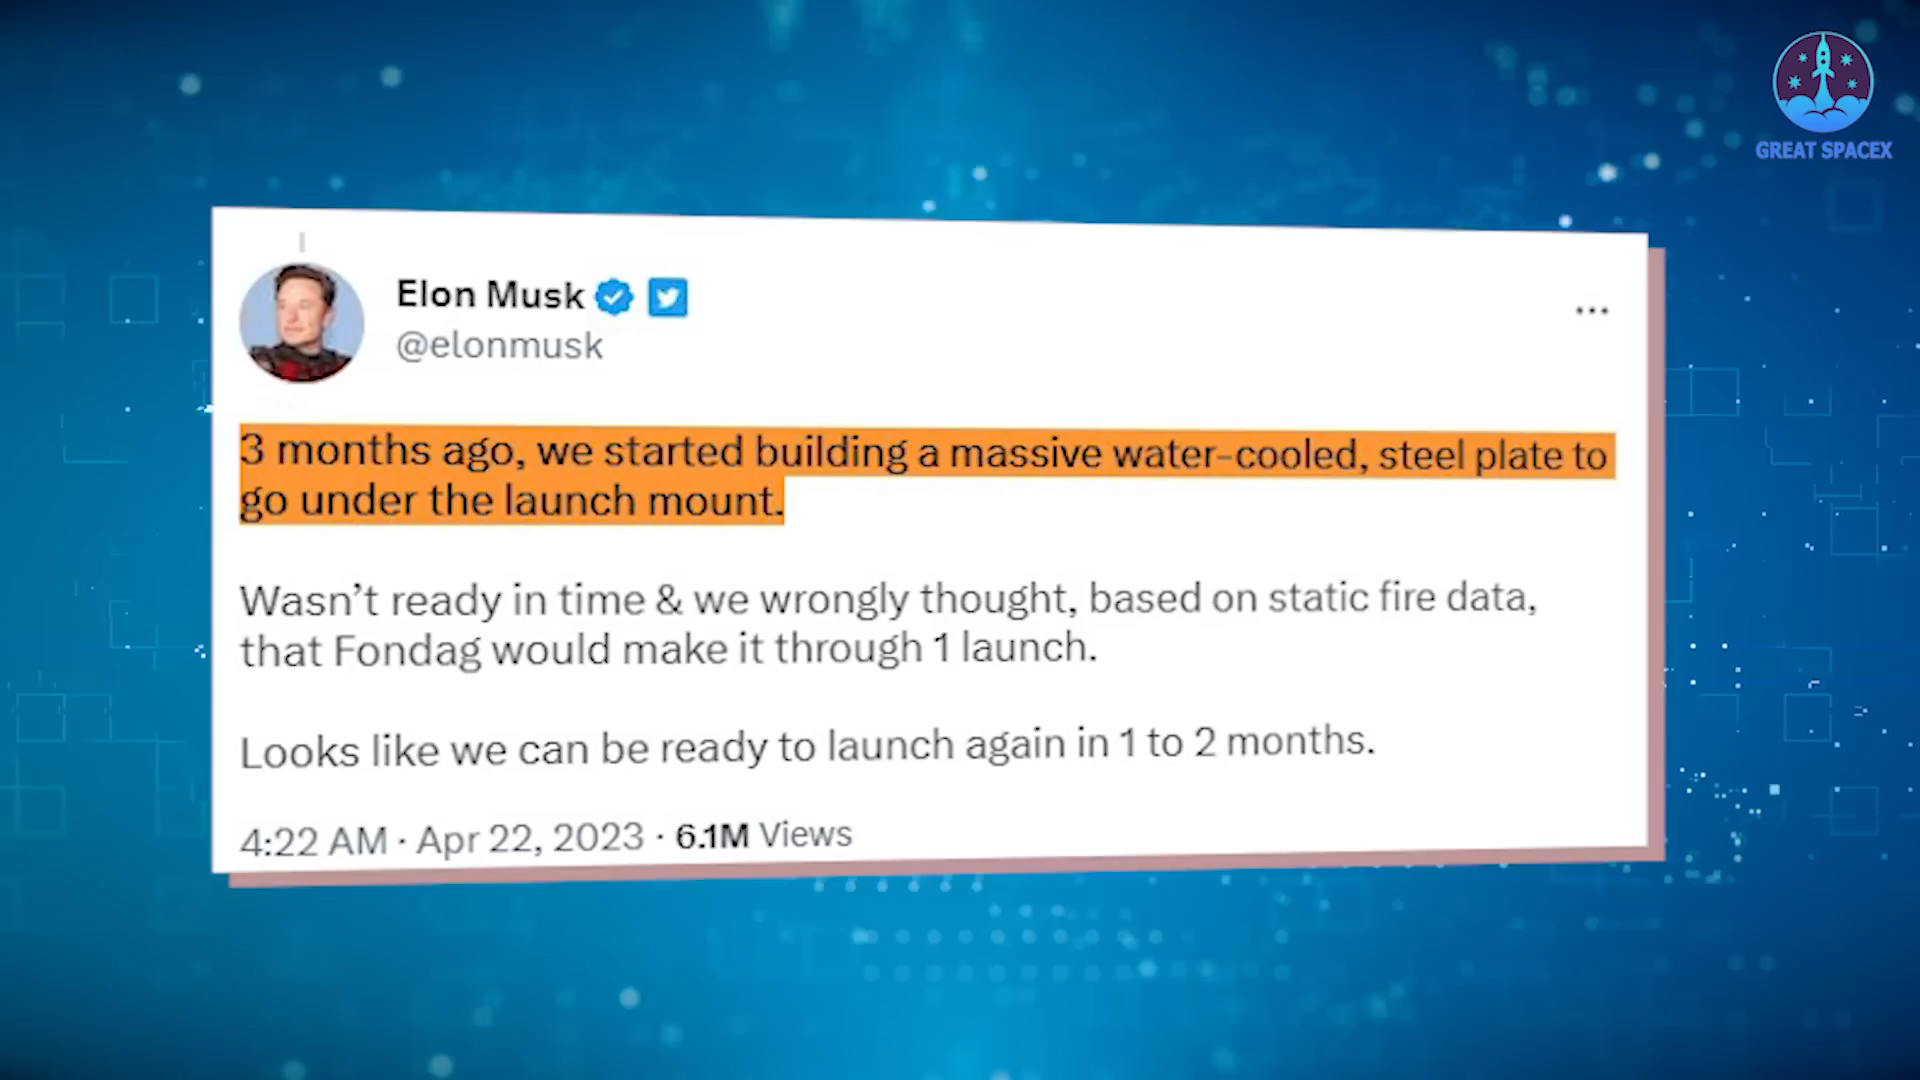 GREAT SPACEX
Elon Musk
@elonmusk
3 months ago, we started building a massive water-cooled, steel plate to
go under the launch mount.
Wasn’t ready in time & we wrongly thought, based on static fire data,
that Fondag would make it through 1 launch.
Looks like we can be ready to launch again in 1 to 2 months.
4:22 AM · Apr 22, 2023 · 6.1M Views